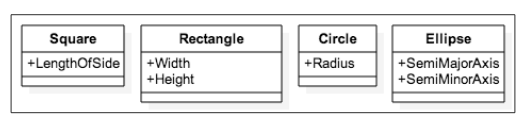 Square
+LengthOfSide
Rectangle
+Width
+Height
Circle
+Radius
Ellipse
+SemiMajorAxis
+SemiMinorAxis